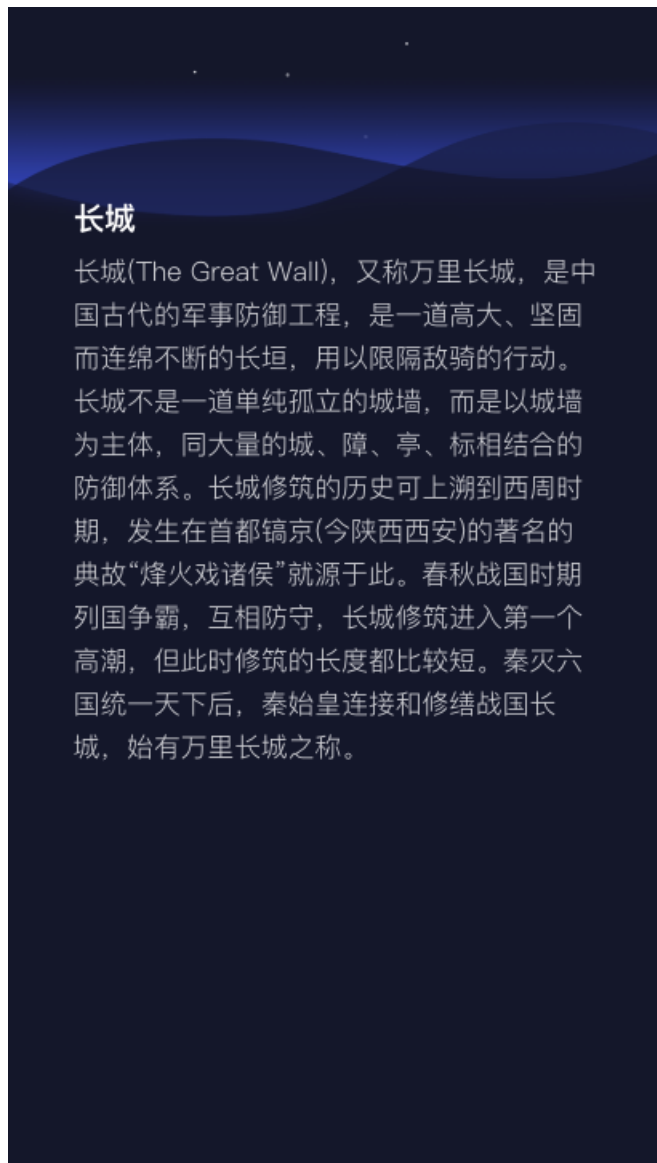 长城
长城(The Great Wall)，又称万里长城，是中
国古代的军事防御工程，是一道高大、坚固
而连绵不断的长垣，用以限隔敌骑的行动。
长城不是一道单纯孤立的城墙，而是以城墙
为主体，同大量的城、障、亭、标相结合的
防御体系。长城修筑的历史可上溯到西周时
期，发生在首都镐京(今陕西西安)的著名的
典故“烽火戏诸侯”就源于此。春秋战国时期
列国争霸，互相防守，长城修筑进入第一个
高潮，但此时修筑的长度都比较短。秦灭六
国统一天下后，秦始皇连接和修缮战国长
城，始有万里长城之称。